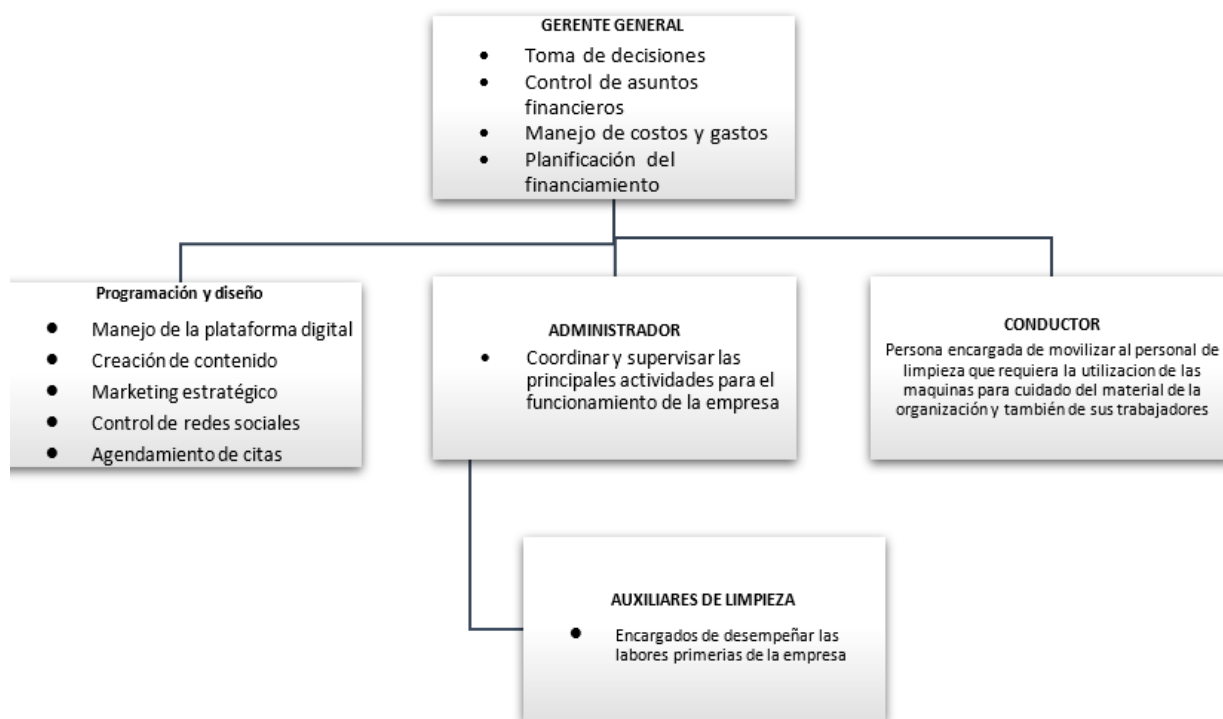 GERENTE GENERAL
• Toma de decisiones
• Control de asuntos
financieros
• Manejo de costos y gastos
• Planificación del
financiamiento
Programación y diseño
• Manejo de la plataforma digital
• Creación de contenido
• Marketing estratégico
• Control de redes sociales
• Agendamiento de citas
ADMINISTRADOR
• Coordinar y supervisar las
principales actividades para el
funcionamiento de la empresa
CONDUCTOR
Persona encargada de movilizar al personal de
limpieza que requiera la utilizacion de las
maquinas para cuidado del material de la
organización y también de sus trabajadores
AUXILIARES DE LIMPIEZA
• Encargados de desempeñar las
labores primerias de la empresa